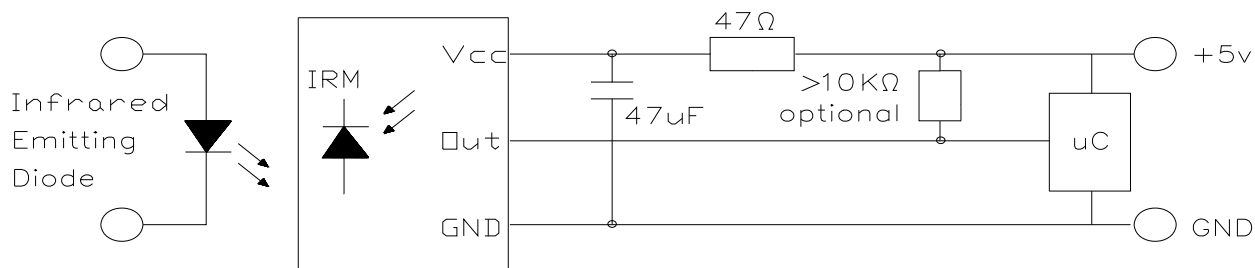 47Ω
Vcc
+5v
IRM
>10KΩ
optional
Infrared
Emitting
Diode
47uF
Out
uC
GND
GND